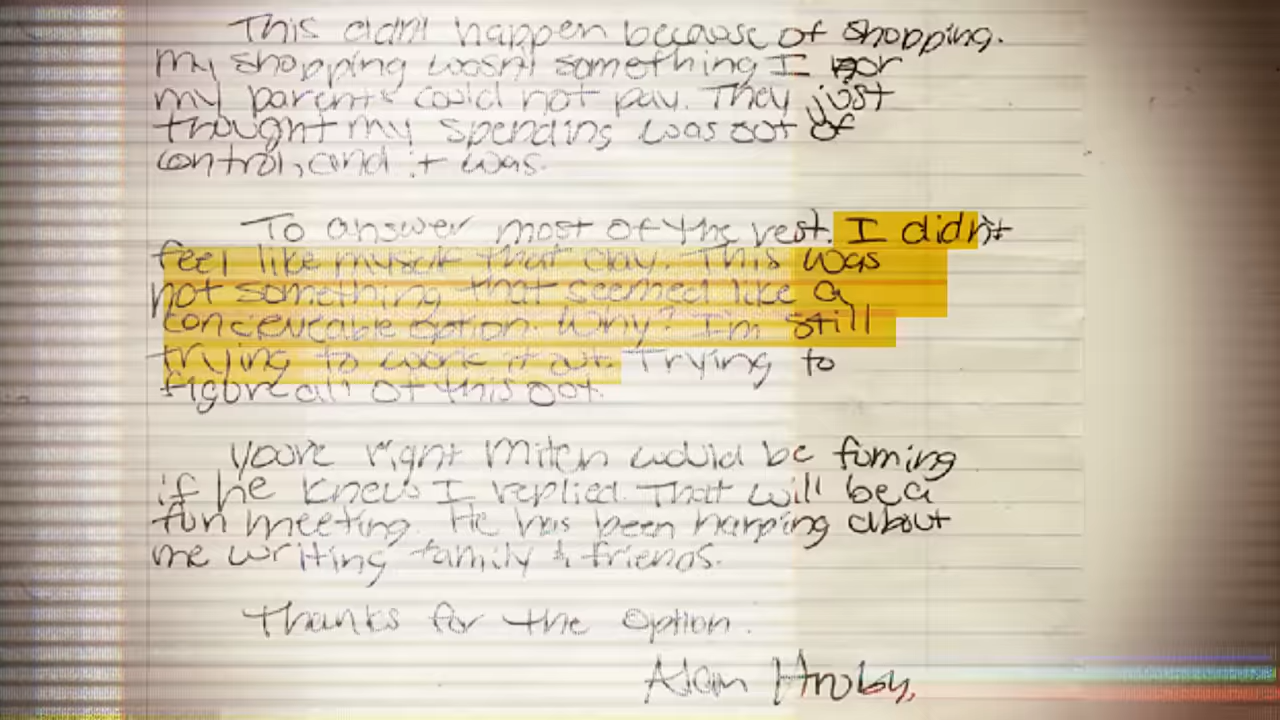 This didn't happen because of shopping.
My shopping wasn't something I nor
my parents could not pay. They just
thought my spending was out of
control, and it was.
To answer most of the rest. I didn't
feel like myself that day. This was
not something that seemed like a
conceveable option. Why? I'm still
trying to work it out. Trying to
figure all of this out.
You're right Mitch would be fuming
if he knew I replied. That will be a
fun meeting. He has been harping about
me writing family & friends.
Thanks for the option.
Alan Hruby